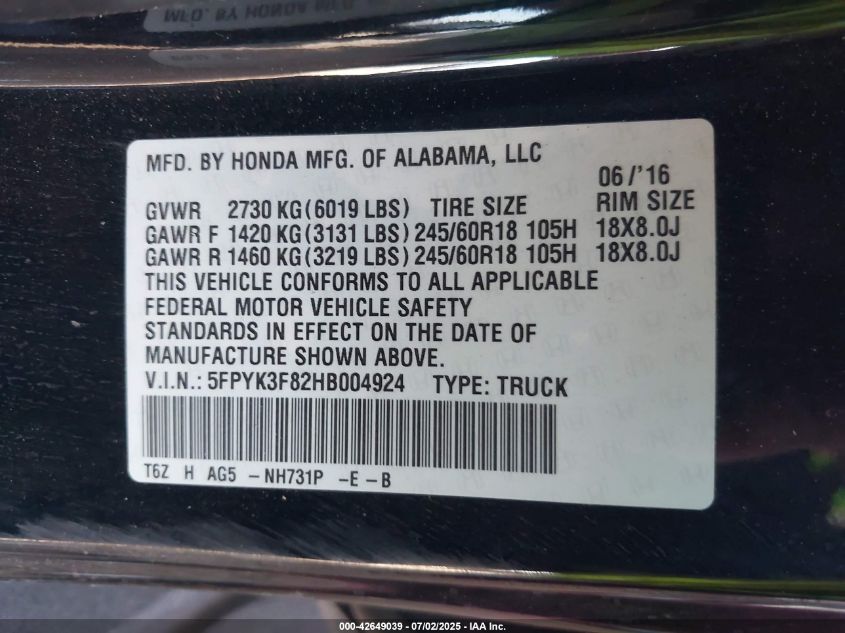 MFD. BY HONDA MFG. OF ALABAMA, LLC
06/'16
GVWR 2730 KG(6019 LBS) TIRE SIZE RIM SIZE
GAWR F 1420 KG(3131 LBS) 245/60R18 105H 18X8.0J
GAWR R 1460 KG(3219 LBS) 245/60R18 105H 18X8.0J
THIS VEHICLE CONFORMS TO ALL APPLICABLE
FEDERAL MOTOR VEHICLE SAFETY
STANDARDS IN EFFECT ON THE DATE OF
MANUFACTURE SHOWN ABOVE.
V.I.N.: 5FPYK3F82HB004924 TYPE: TRUCK
T6Z H AG5 -NH731P -E -B
000-42649039 - 07/02/2025 - IAAI.COM